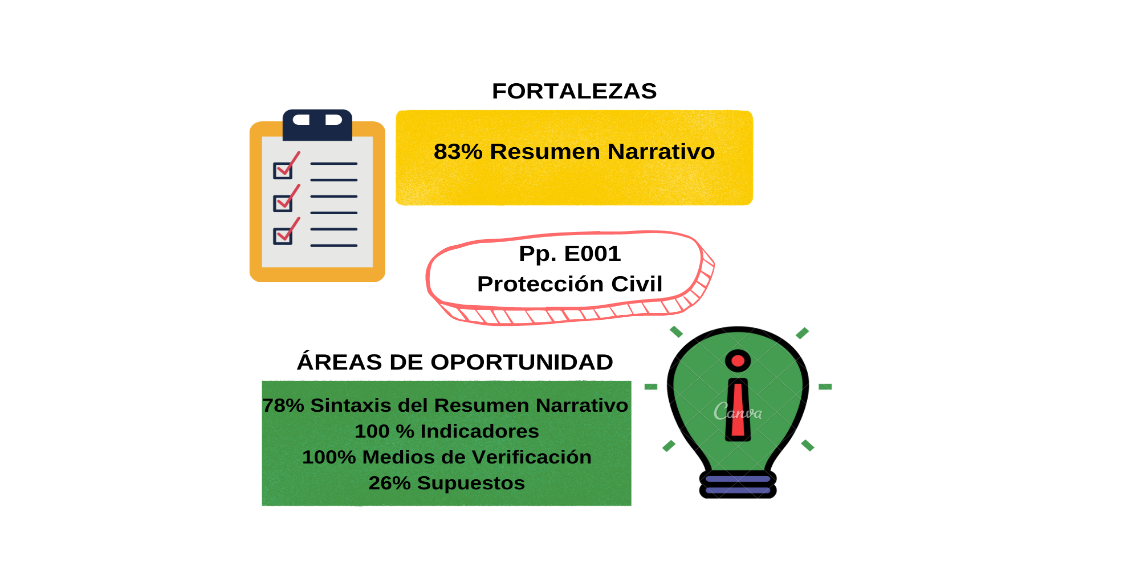 FORTALEZAS
83% Resumen Narrativo
Pp. E001
Protección Civil
ÁREAS DE OPORTUNIDAD
78% Sintaxis del Resumen Narrativo
100 % Indicadores
100% Medios de Verificación
26% Supuestos
Canva